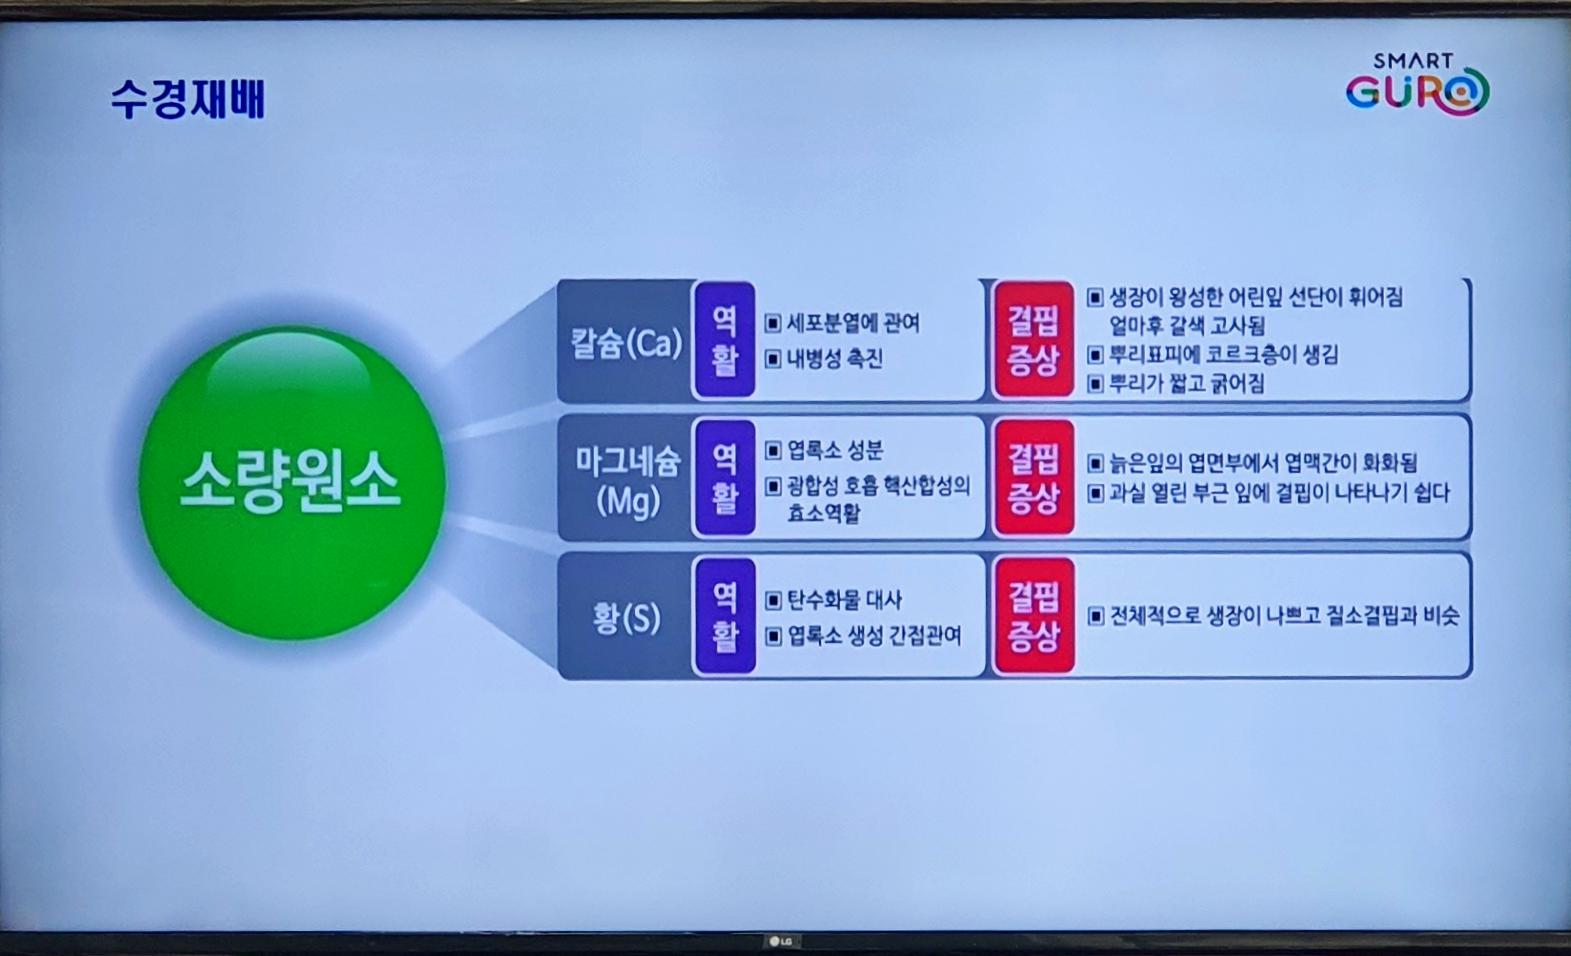 수경재배
SMART
GURO
소량원소
칼슘(Ca)
역
활
▣ 세포분열에 관여
▣ 내병성 촉진
결핍
증상
▣ 생장이 왕성한 어린잎 선단이 휘어짐
얼마후 갈색 고사됨
▣ 뿌리표피에 코르크층이 생김
▣ 뿌리가 짧고 굵어짐
마그네슘
(Mg)
역
활
▣ 엽록소 성분
▣ 광합성 호흡 핵산합성의
효소역활
결핍
증상
▣ 늙은잎의 엽면부에서 엽맥간이 화화됨
▣ 과실 열린 부근 잎에 결핍이 나타나기 쉽다
황(S)
역
활
▣ 탄수화물 대사
▣ 엽록소 생성 간접관여
결핍
증상
▣ 전체적으로 생장이 나쁘고 질소결핍과 비슷
LG